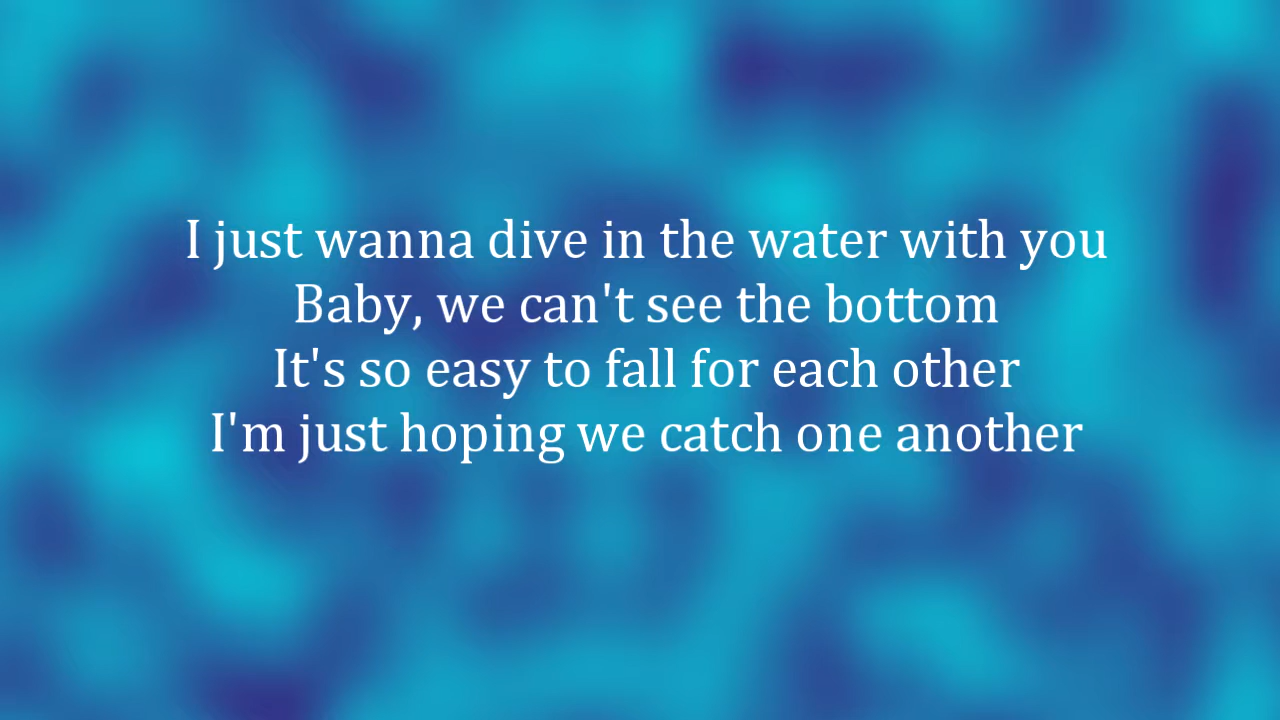 I just wanna dive in the water with you
Baby, we can't see the bottom
It's so easy to fall for each other
I'm just hoping we catch one another